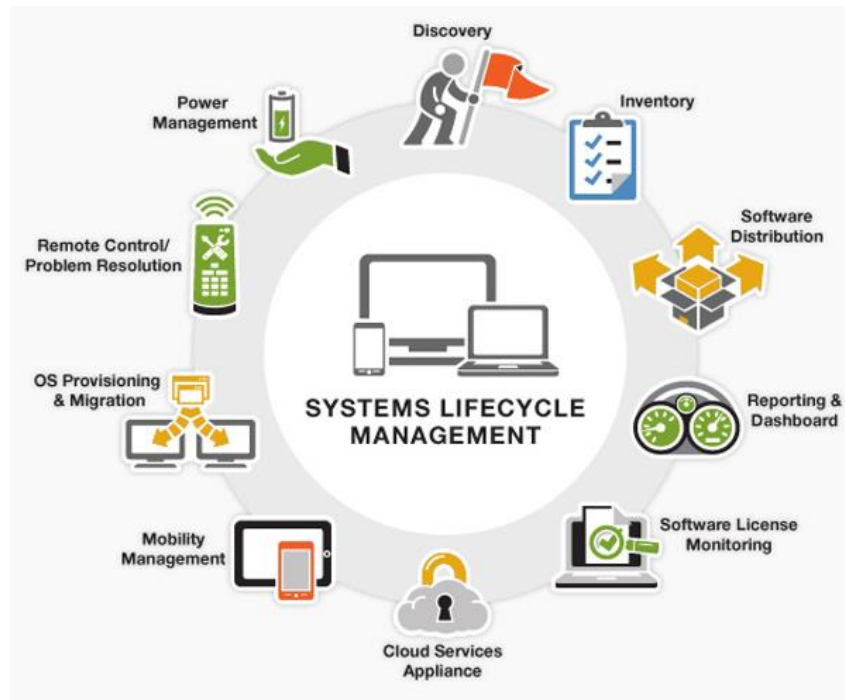 Discovery
Inventory
Software
Distribution
Reporting &
Dashboard
Software License
Monitoring
Cloud Services
Appliance
Mobility
Management
OS Provisioning
& Migration
Remote Control/
Problem Resolution
Power
Management
SYSTEMS LIFECYCLE
MANAGEMENT